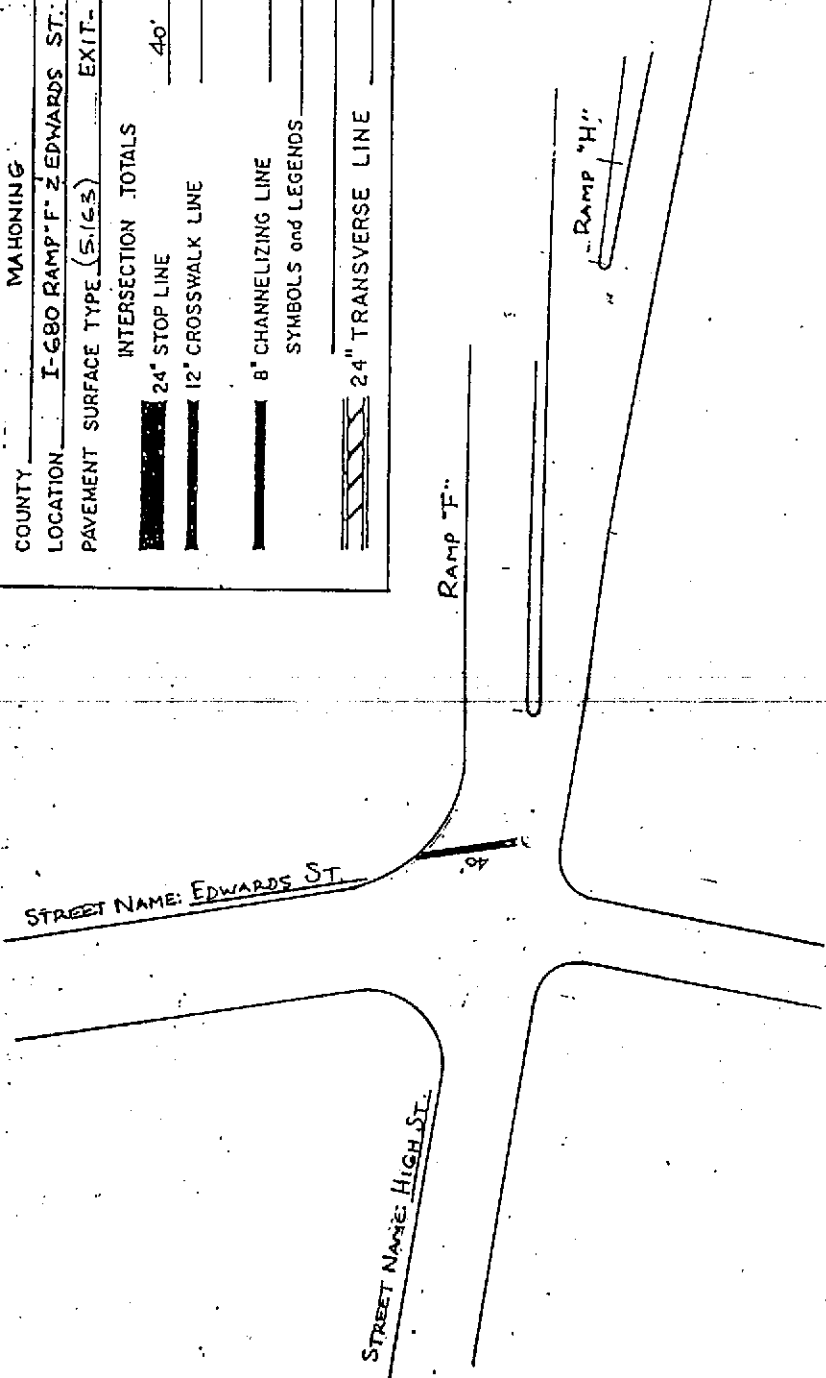 COUNTY MAHONING
LOCATION I-680 RAMP "F" & EDWARDS ST.
PAVEMENT SURFACE TYPE (5.163) EXIT-
INTERSECTION TOTALS
24" STOP LINE 40'
12" CROSSWALK LINE
8" CHANNELIZING LINE
SYMBOLS and LEGENDS
24" TRANSVERSE LINE
RAMP "H"
RAMP "F"
STREET NAME: EDWARDS ST.
40'
STREET NAME: HIGH ST.